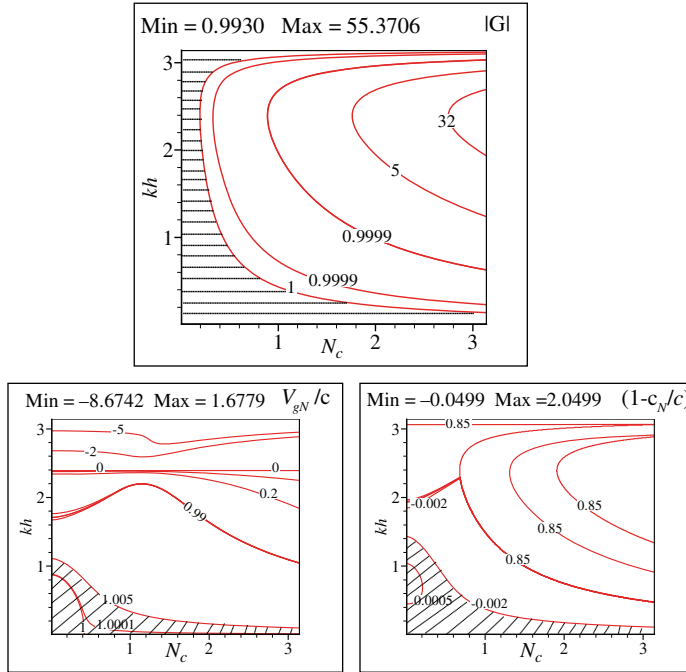 Min = 0.9930 Max = 55.3706 |G|
3
2
1
kh
32
5
0.9999
0.9999
1
1 2 3
N_c
Min = –8.6742 Max = 1.6779 V_gN/c
3
2
1
kh
-5
-2
0 0
0.2
0.99
1.005
1 1.0001
1 2 3
N_c
Min = –0.0499 Max =2.0499 (1-c_N/c)
3
2
1
kh
0.85
-0.002
0.85
0.85
0.85
-0.0005
-0.002
1 2 3
N_c